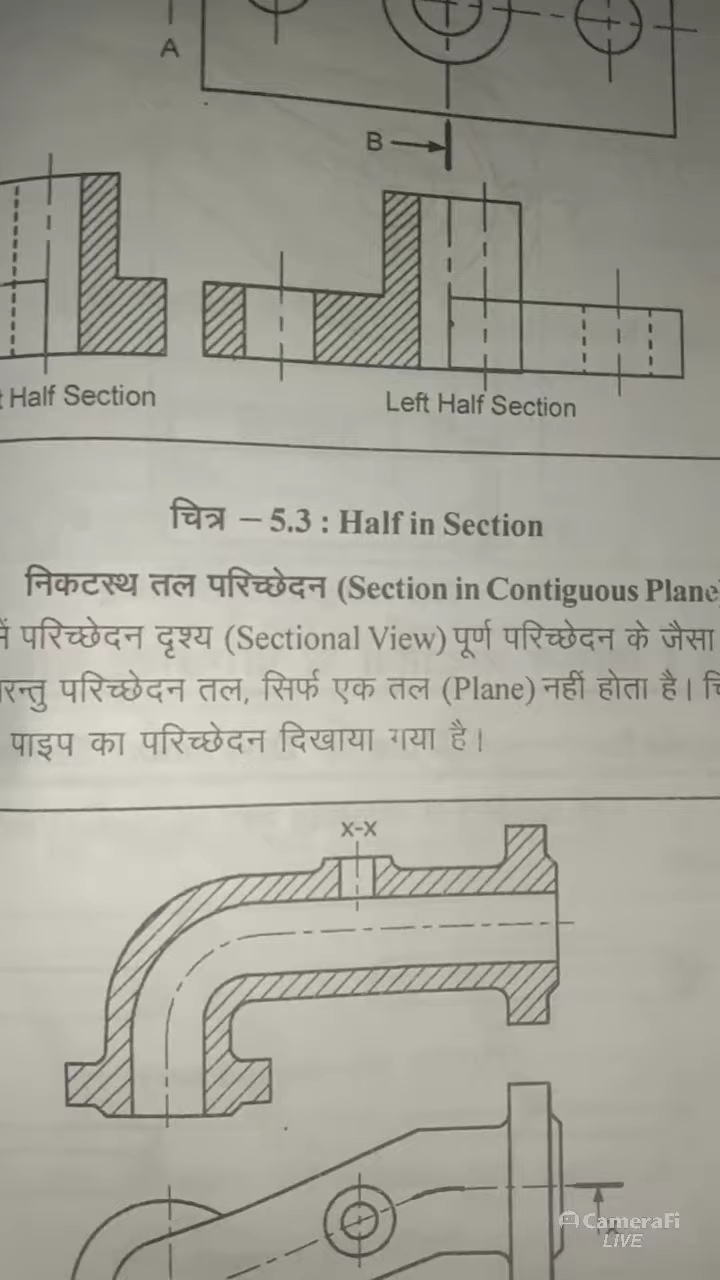 A
B
Half Section
Left Half Section
चित्र – 5.3 : Half in Section
निकटस्थ तल परिच्छेदन (Section in Contiguous Plane
में परिच्छेदन दृश्य (Sectional View) पूर्ण परिच्छेदन के जैसा
परन्तु परिच्छेदन तल, सिर्फ एक तल (Plane) नहीं होता है।
पाइप का परिच्छेदन दिखाया गया है।
X-X
CameraFi
LIVE